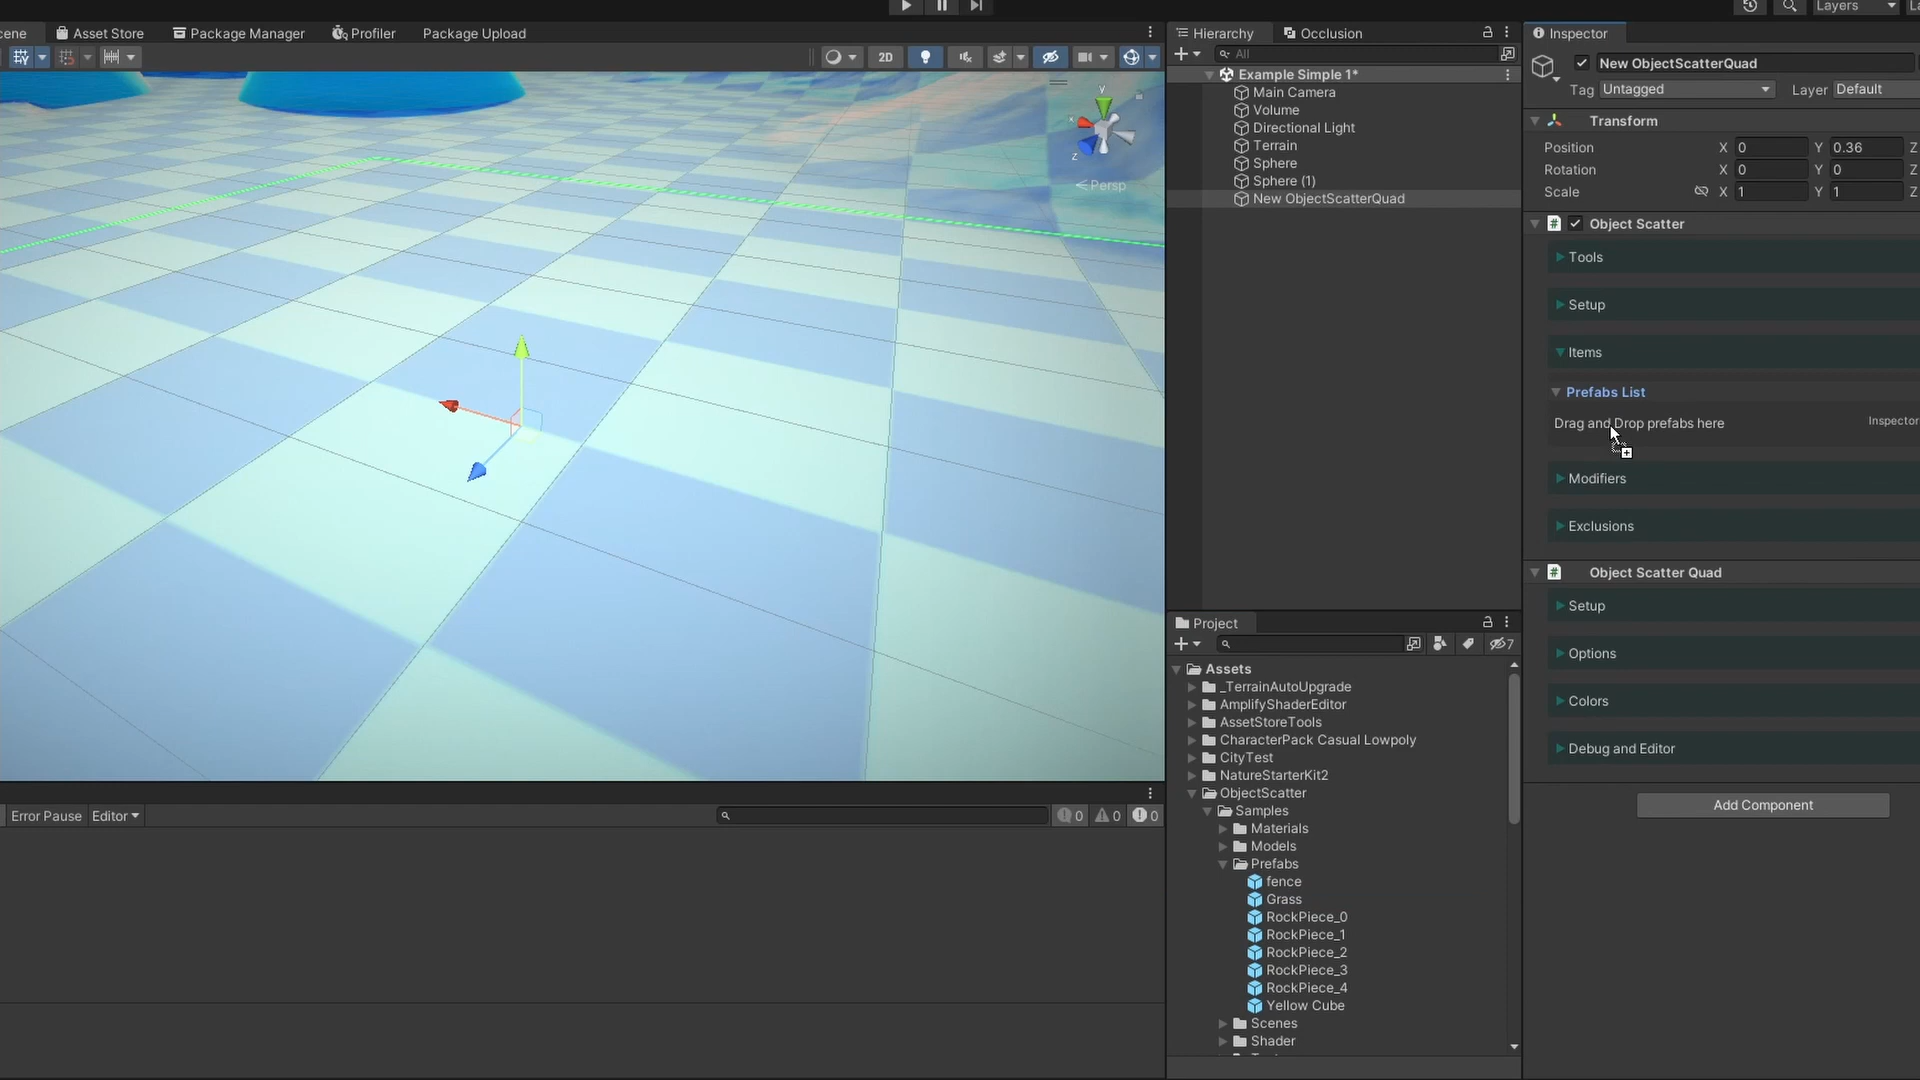 Layers
La
cene
Asset Store
Package Manager
Profiler
Package Upload
2D
y
x
z
Persp
Hierarchy
Occlusion
All
Example Simple 1*
Main Camera
Volume
Directional Light
Terrain
Sphere
Sphere (1)
New ObjectScatterQuad
Inspector
New ObjectScatterQuad
Tag Untagged Layer Default
Transform
Position X 0 Y 0.36 Z
Rotation X 0 Y 0 Z
Scale X 1 Y 1 Z
# Object Scatter
Tools
Setup
Items
Prefabs List
Drag and Drop prefabs here Inspector
Modifiers
Exclusions
# Object Scatter Quad
Setup
Options
Colors
Debug and Editor
Add Component
Project
7
Assets
_TerrainAutoUpgrade
AmplifyShaderEditor
AssetStoreTools
CharacterPack Casual Lowpoly
CityTest
NatureStarterKit2
ObjectScatter
Samples
Materials
Models
Prefabs
fence
Grass
RockPiece_0
RockPiece_1
RockPiece_2
RockPiece_3
RockPiece_4
Yellow Cube
Scenes
Shader
Error Pause Editor 0 0 0